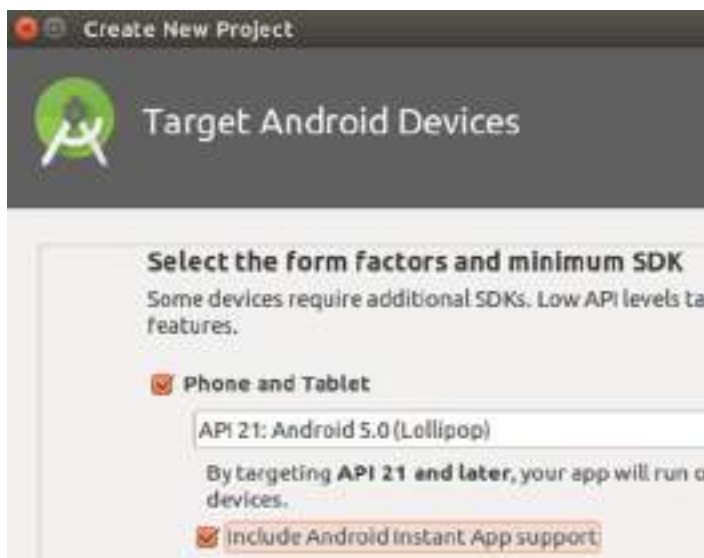 Create New Project
Target Android Devices
Select the form factors and minimum SDK
Some devices require additional SDKs. Low API levels ta
features.
Phone and Tablet
API 21: Android 5.0 (Lollipop)
By targeting API 21 and later, your app will run o
devices.
Include Android Instant App support